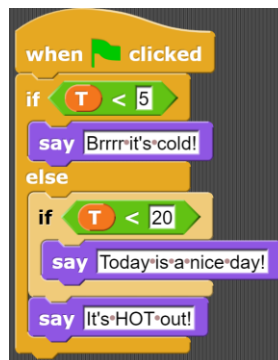 when clicked
if T < 5
say Brrrr it's cold!
else
if T < 20
say Today is a nice day!
say It's HOT out!